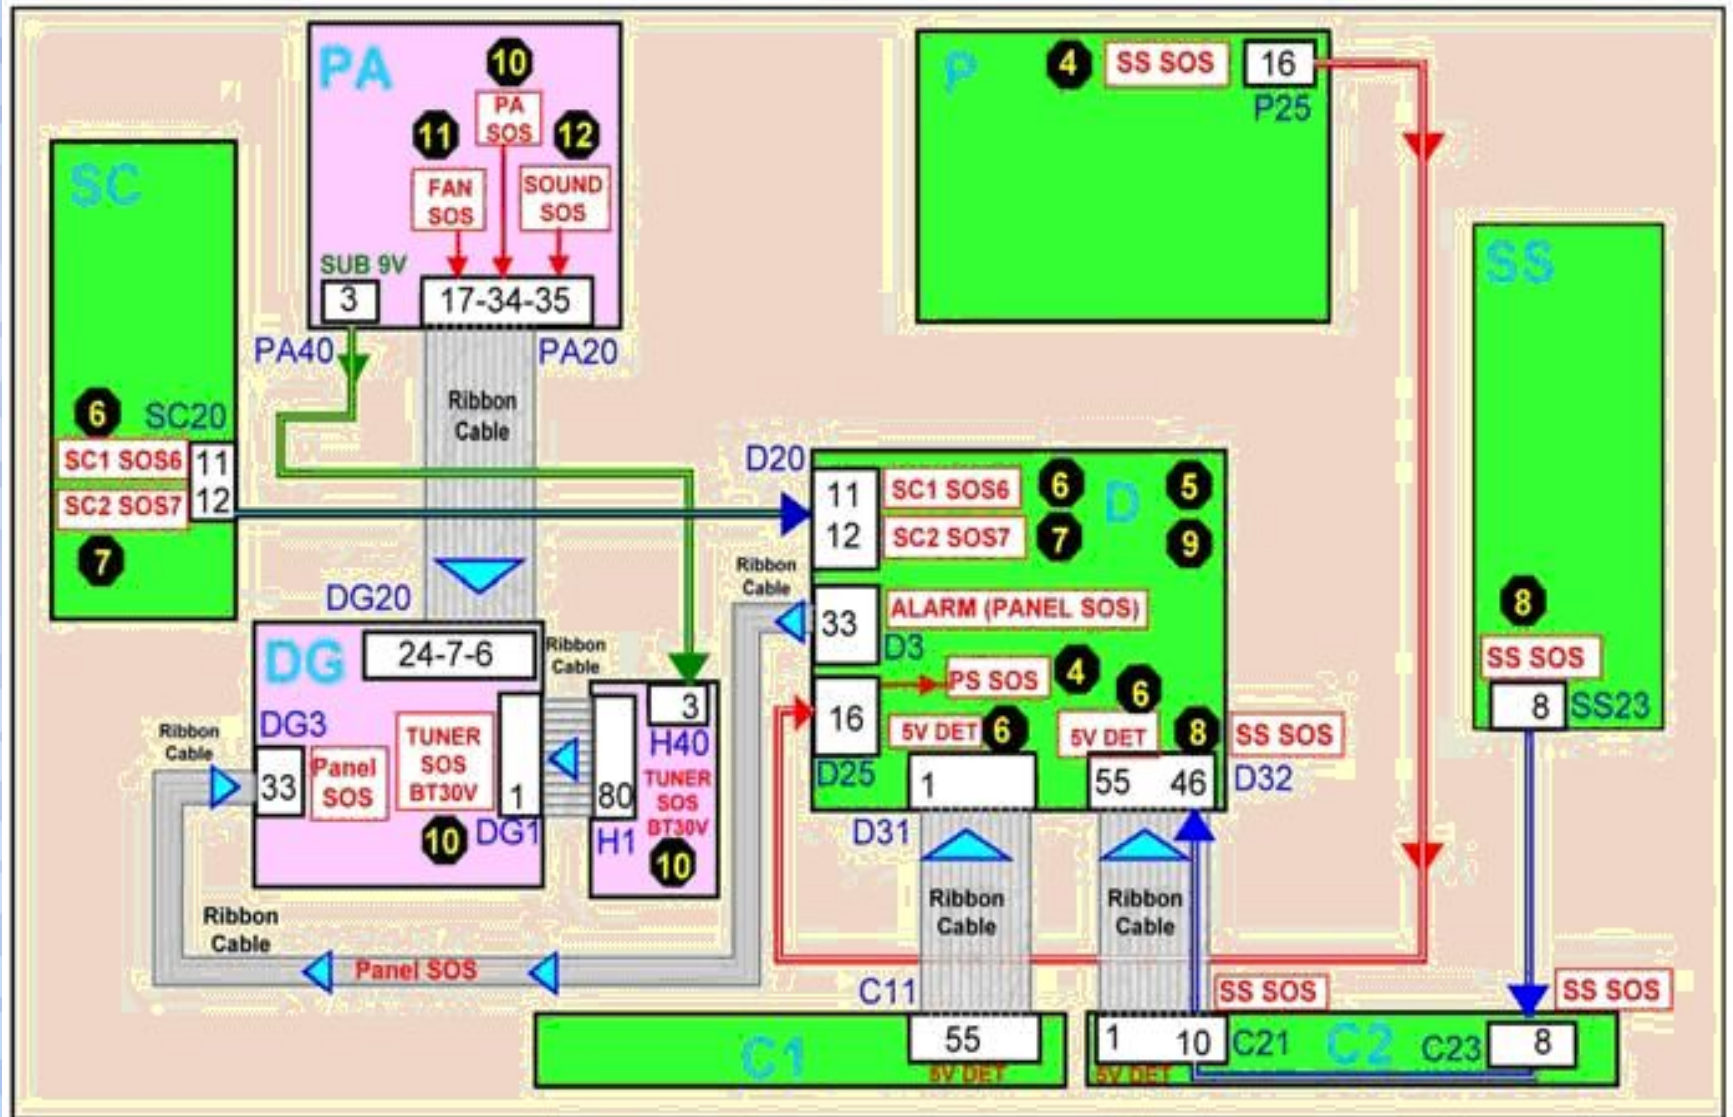 PA
10
PA
SOS
11
12
FAN
SOS
SOUND
SOS
SUB 9V
3
17-34-35
PA40
PA20
Ribbon
Cable
P
4
SS SOS
16
P25
SC
6
SC20
SC1 SOS6
11
SC2 SOS7
12
7
SS
8
SS SOS
8
SS23
D20
11
SC1 SOS6
6
5
D
12
SC2 SOS7
7
9
Ribbon
Cable
33
ALARM (PANEL SOS)
D3
PS SOS
4
16
6
5V DET
6
5V DET
8
SS SOS
D25
1
55
46
D32
D31
DG20
DG
24-7-6
Ribbon
Cable
3
H40
Ribbon
Cable
DG3
33
Panel
SOS
TUNER
SOS
BT30V
1
80
TUNER
SOS
BT30V
10
DG1
H1
10
Ribbon
Cable
Panel SOS
Ribbon
Cable
Ribbon
Cable
C11
SS SOS
SS SOS
C1
55
5V DET
1
10
C21
C2
C23
8
5V DET